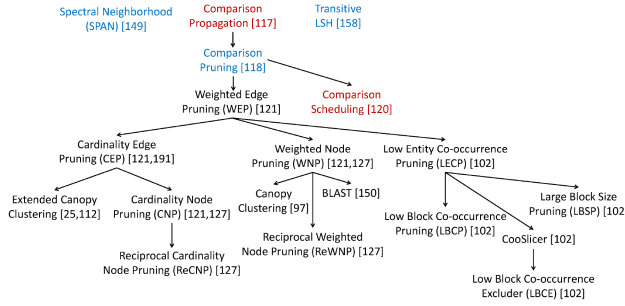 Spectral Neighborhood
(SPAN) [149]
Comparison
Propagation [117]
Transitive
LSH [158]
Comparison
Pruning [118]
Weighted Edge
Pruning (WEP) [121]
Comparison
Scheduling [120]
Cardinality Edge
Pruning (CEP) [121,191]
Weighted Node
Pruning (WNP) [121,127]
Low Entity Co-occurrence
Pruning (LECP) [102]
Extended Canopy
Clustering [25,112]
Cardinality Node
Pruning (CNP) [121,127]
Canopy
Clustering [97]
BLAST [150]
Low Block Co-occurrence
Pruning (LBCP) [102]
Large Block Size
Pruning (LBSP) [102
CooSlicer [102]
Reciprocal Cardinality
Node Pruning (ReCNP) [127]
Reciprocal Weighted
Node Pruning (ReWNP) [127]
Low Block Co-occurrence
Excluder (LBCE) [102]